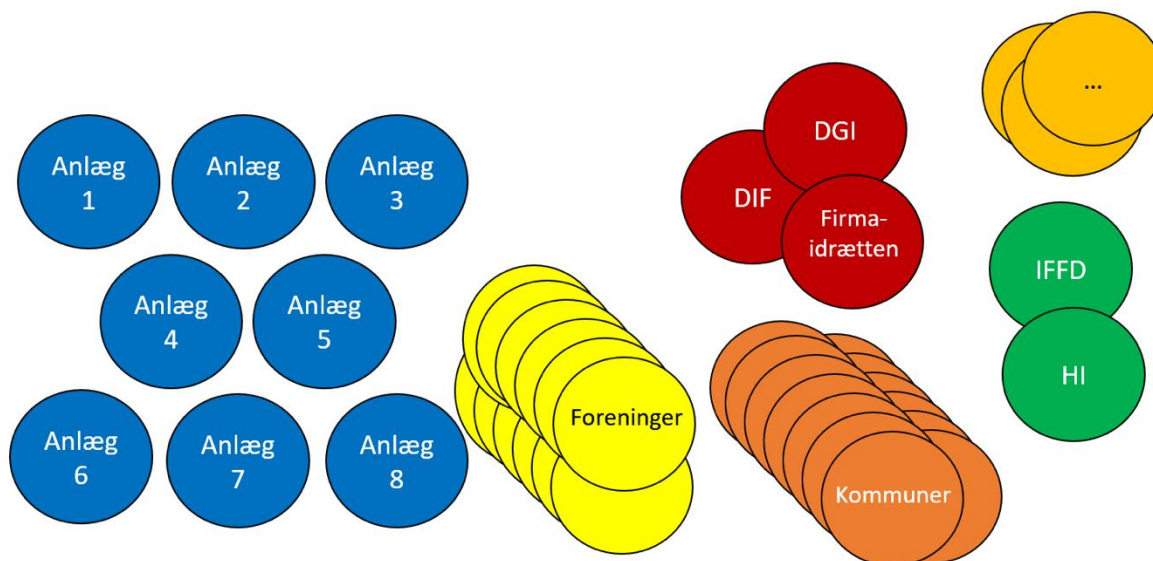 Anlæg
1
Anlæg
2
Anlæg
3
Anlæg
4
Anlæg
5
Anlæg
6
Anlæg
7
Anlæg
8
Foreninger
DGI
DIF
Firma-
idrætten
Kommuner
...
IFFD
HI